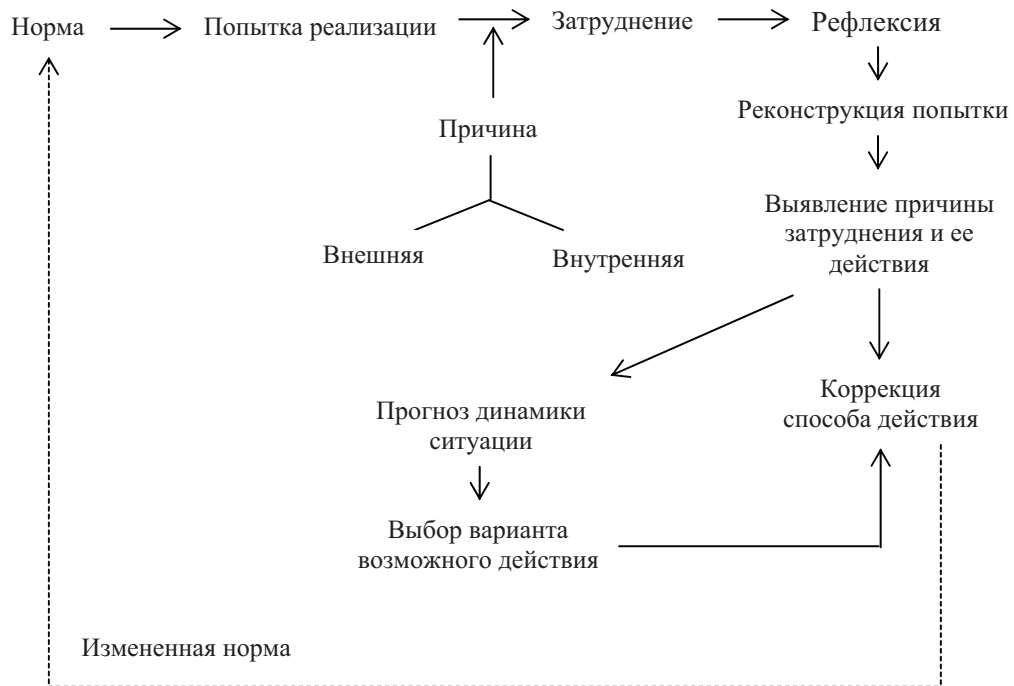 Норма
Попытка реализации
Затруднение
Рефлексия
Реконструкция попытки
Причина
Выявление причины
затруднения и ее
действия
Внешняя
Внутренняя
Прогноз динамики
ситуации
Коррекция
способа действия
Выбор варианта
возможного действия
Измененная норма